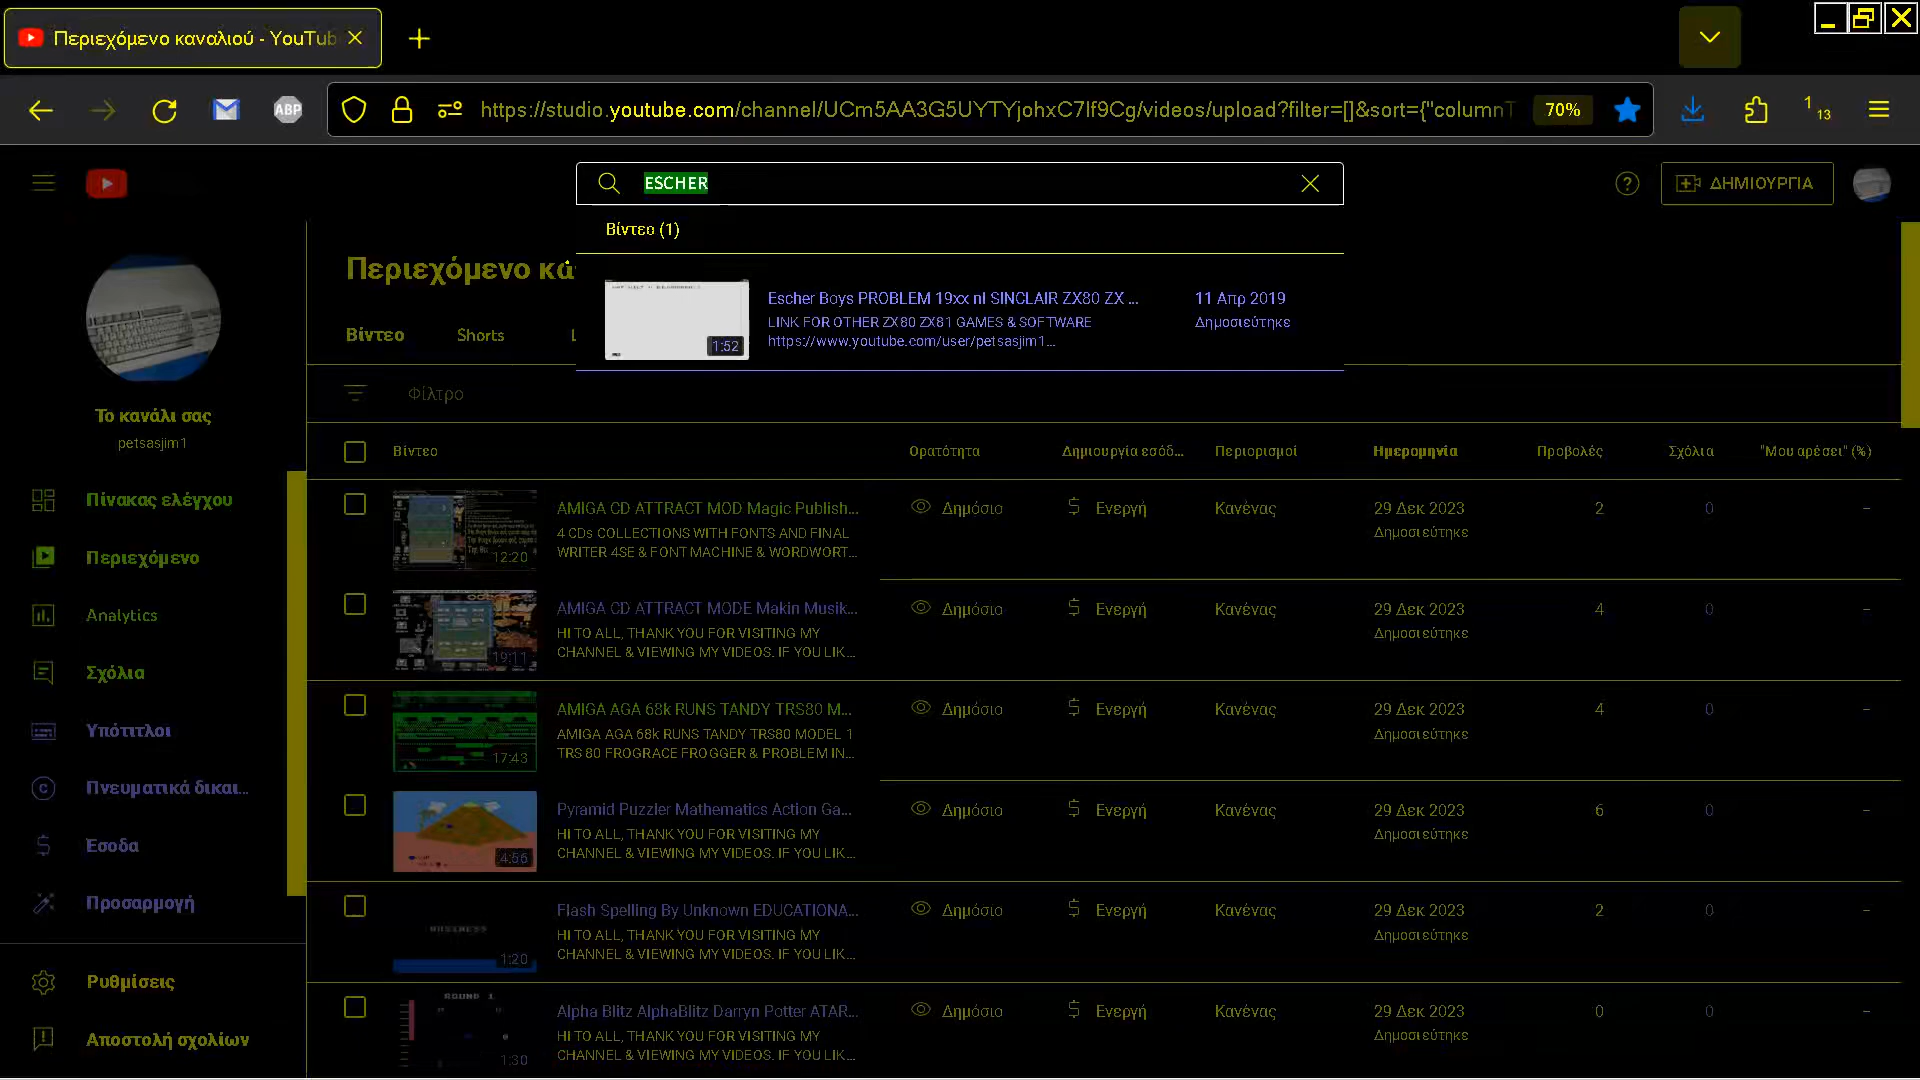 Περιεχόμενο καναλιού - YouTub
ABP
https://studio.youtube.com/channel/UCm5AA3G5UYTYjohxC7lf9Cg/videos/upload?filter=[]&sort={"columnT
70%
1
13
ESCHER
ΔΗΜΙΟΥΡΓΙΑ
Βίντεο (1)
Escher Boys PROBLEM 19xx nl SINCLAIR ZX80 ZX ...
LINK FOR OTHER ZX80 ZX81 GAMES & SOFTWARE
https://www.youtube.com/user/petsasjim1...
1:52
11 Απρ 2019
Δημοσιεύτηκε
Το κανάλι σας
petsasjim1
Πίνακας ελέγχου
Περιεχόμενο
Analytics
Σχόλια
Υπότιτλοι
Πνευματικά δικαι...
Έσοδα
Προσαρμογή
Ρυθμίσεις
Αποστολή σχολίων
Περιεχόμενο κα
Βίντεο Shorts L
Φίλτρο
Βίντεο Ορατότητα Δημιουργία εσόδ... Περιορισμοί Ημερομηνία Προβολές Σχόλια "Μου αρέσει" (%)
AMIGA CD ATTRACT MOD Magic Publish... Δημόσιο Ενεργή Κανένας 29 Δεκ 2023 2 0 –
4 CDs COLLECTIONS WITH FONTS AND FINAL Δημοσιεύτηκε
WRITER 4SE & FONT MACHINE & WORDWORT...
12:20
AMIGA CD ATTRACT MODE Makin Musik... Δημόσιο Ενεργή Κανένας 29 Δεκ 2023 4 0 –
HI TO ALL, THANK YOU FOR VISITING MY Δημοσιεύτηκε
CHANNEL & VIEWING MY VIDEOS. IF YOU LIK...
19:11
AMIGA AGA 68k RUNS TANDY TRS80 M... Δημόσιο Ενεργή Κανένας 29 Δεκ 2023 4 0 –
AMIGA AGA 68k RUNS TANDY TRS80 MODEL 1 Δημοσιεύτηκε
TRS 80 FROGRACE FROGGER & PROBLEM IN...
17:43
Pyramid Puzzler Mathematics Action Ga... Δημόσιο Ενεργή Κανένας 29 Δεκ 2023 6 0 –
HI TO ALL, THANK YOU FOR VISITING MY Δημοσιεύτηκε
CHANNEL & VIEWING MY VIDEOS. IF YOU LIK...
4:56
Flash Spelling By Unknown EDUCATIONA... Δημόσιο Ενεργή Κανένας 29 Δεκ 2023 2 0 –
HI TO ALL, THANK YOU FOR VISITING MY Δημοσιεύτηκε
CHANNEL & VIEWING MY VIDEOS. IF YOU LIK...
1:20
ROUND 1
Alpha Blitz AlphaBlitz Darryn Potter ATAR... Δημόσιο Ενεργή Κανένας 29 Δεκ 2023 0 0 –
HI TO ALL, THANK YOU FOR VISITING MY Δημοσιεύτηκε
CHANNEL & VIEWING MY VIDEOS. IF YOU LIK...
1:30